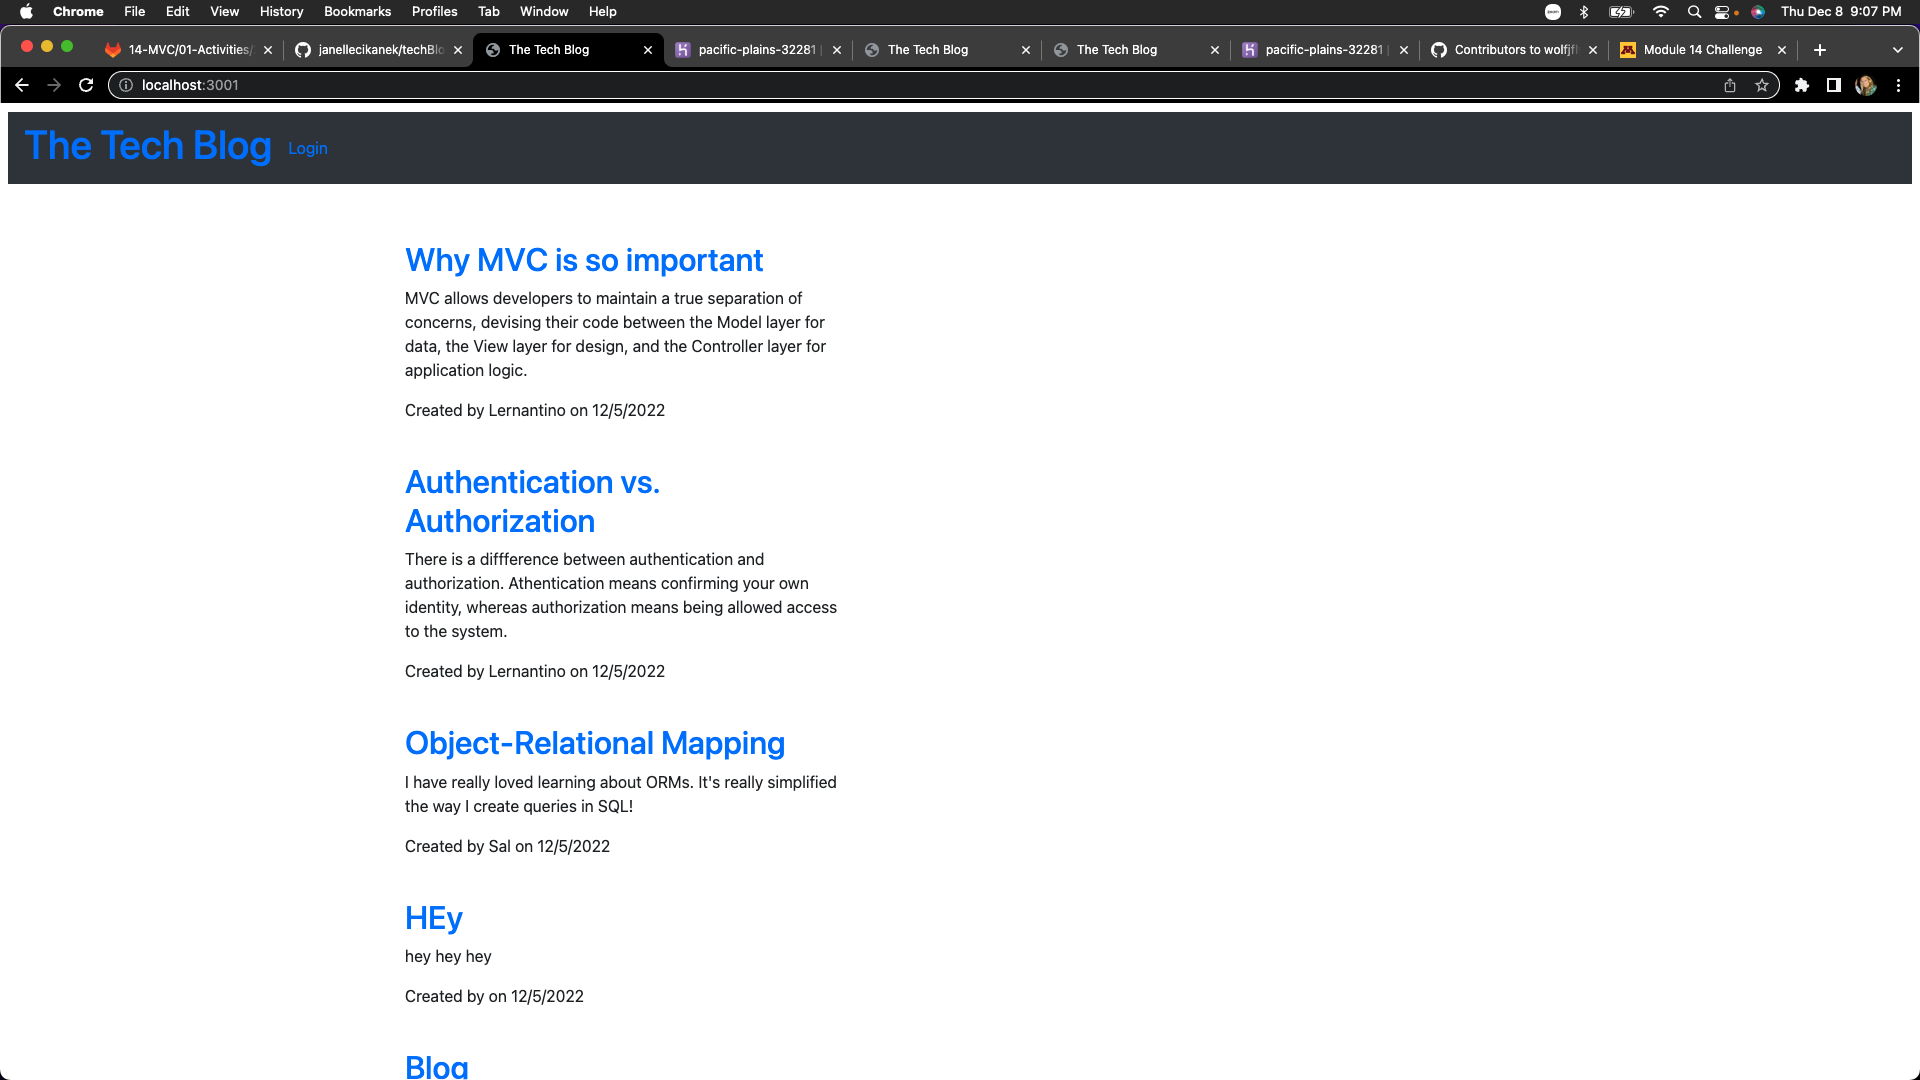 Chrome File Edit View History Bookmarks Profiles Tab Window Help Thu Dec 8 9:07 PM
14-MVC/01-Activities/ janellecikanek/techBlo The Tech Blog pacific-plains-32281 The Tech Blog The Tech Blog pacific-plains-32281 Contributors to wolfjfl Module 14 Challenge
localhost:3001
The Tech Blog Login
Why MVC is so important
MVC allows developers to maintain a true separation of
concerns, devising their code between the Model layer for
data, the View layer for design, and the Controller layer for
application logic.
Created by Lernantino on 12/5/2022
Authentication vs.
Authorization
There is a diffference between authentication and
authorization. Athentication means confirming your own
identity, whereas authorization means being allowed access
to the system.
Created by Lernantino on 12/5/2022
Object-Relational Mapping
I have really loved learning about ORMs. It's really simplified
the way I create queries in SQL!
Created by Sal on 12/5/2022
HEy
hey hey hey
Created by on 12/5/2022
Blog